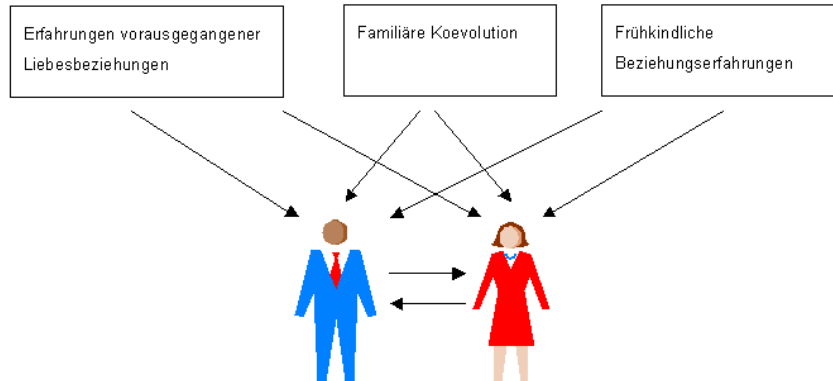 Erfahrungen vorausgegangener
Liebesbeziehungen
Familiäre Koevolution
Frühkindliche
Beziehungserfahrungen